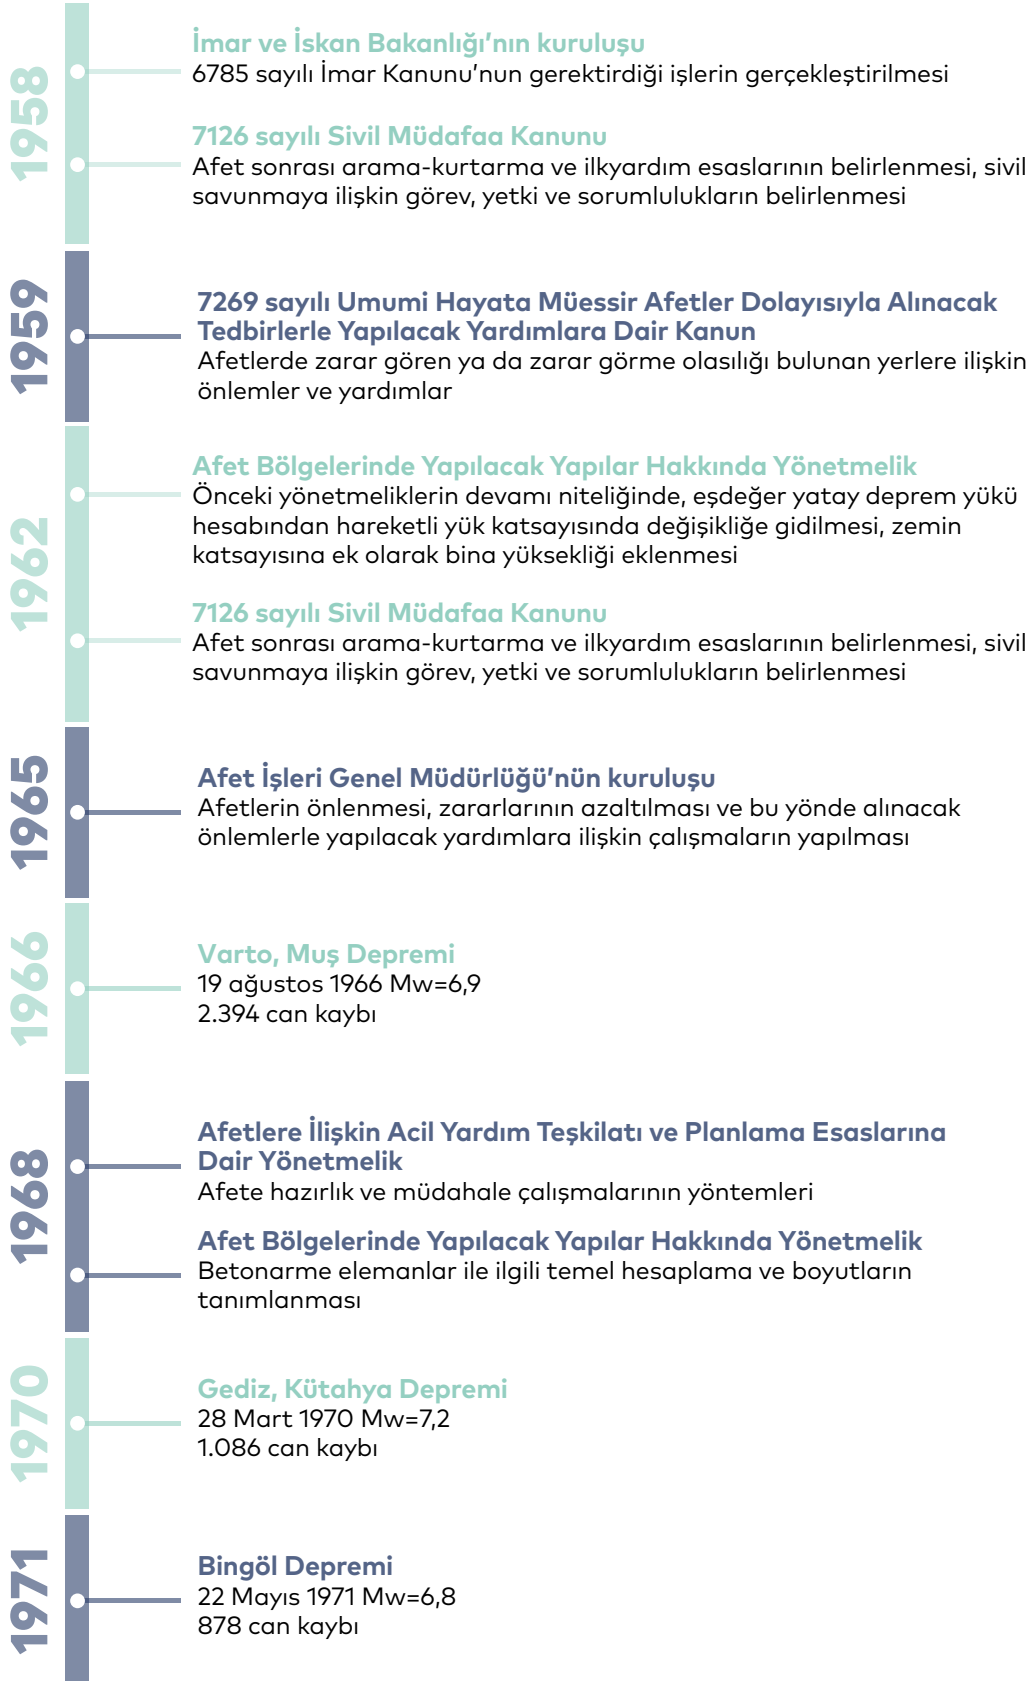 1958
İmar ve İskan Bakanlığı’nın kuruluşu
6785 sayılı İmar Kanunu’nun gerektirdiği işlerin gerçekleştirilmesi
7126 sayılı Sivil Müdafaa Kanunu
Afet sonrası arama-kurtarma ve ilkyardım esaslarının belirlenmesi, sivil
savunmaya ilişkin görev, yetki ve sorumlulukların belirlenmesi
1959
7269 sayılı Umumi Hayata Müessir Afetler Dolayısıyla Alınacak
Tedbirlerle Yapılacak Yardımlara Dair Kanun
Afetlerde zarar gören ya da zarar görme olasılığı bulunan yerlere ilişkin
önlemler ve yardımlar
1962
Afet Bölgelerinde Yapılacak Yapılar Hakkında Yönetmelik
Önceki yönetmeliklerin devamı niteliğinde, eşdeğer yatay deprem yükü
hesabından hareketli yük katsayısında değişikliğe gidilmesi, zemin
katsayısına ek olarak bina yüksekliği eklenmesi
7126 sayılı Sivil Müdafaa Kanunu
Afet sonrası arama-kurtarma ve ilkyardım esaslarının belirlenmesi, sivil
savunmaya ilişkin görev, yetki ve sorumlulukların belirlenmesi
1965
Afet İşleri Genel Müdürlüğü’nün kuruluşu
Afetlerin önlenmesi, zararlarının azaltılması ve bu yönde alınacak
önlemlerle yapılacak yardımlara ilişkin çalışmaların yapılması
1966
Varto, Muş Depremi
19 ağustos 1966 Mw=6,9
2.394 can kaybı
1968
Afetlere İlişkin Acil Yardım Teşkilatı ve Planlama Esaslarına
Dair Yönetmelik
Afete hazırlık ve müdahale çalışmalarının yöntemleri
Afet Bölgelerinde Yapılacak Yapılar Hakkında Yönetmelik
Betonarme elemanlar ile ilgili temel hesaplama ve boyutların
tanımlanması
1970
Gediz, Kütahya Depremi
28 Mart 1970 Mw=7,2
1.086 can kaybı
1971
Bingöl Depremi
22 Mayıs 1971 Mw=6,8
878 can kaybı